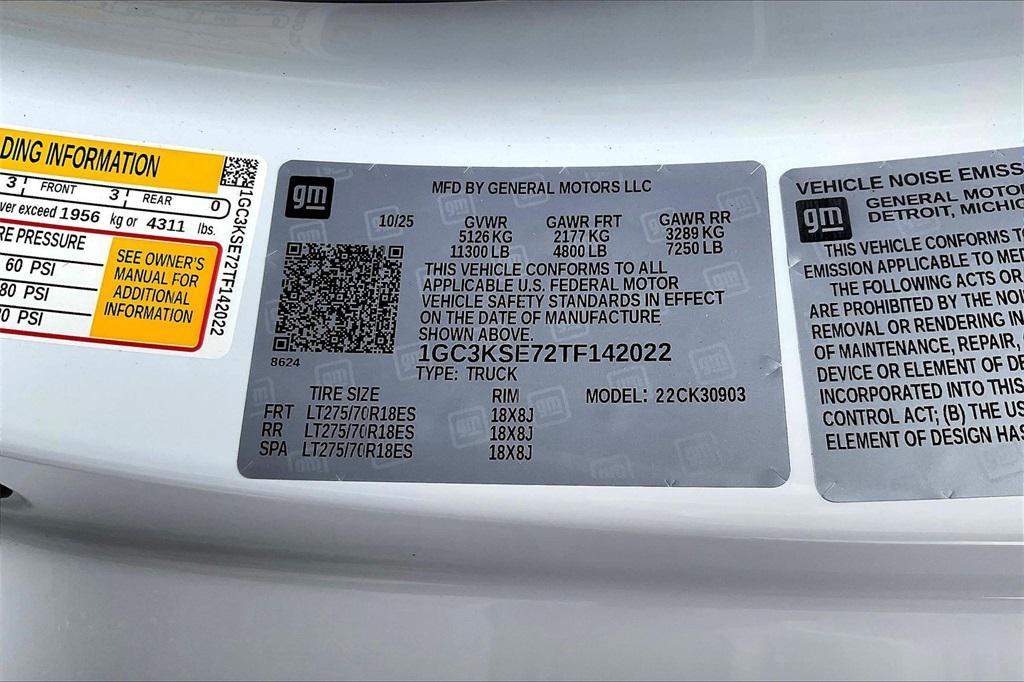 DING INFORMATION
3 FRONT 3 REAR 0
ver exceed 1956 kg or 4311 lbs.
RE PRESSURE
60 PSI
80 PSI
PSI
SEE OWNER'S
MANUAL FOR
ADDITIONAL
INFORMATION
1GC3KSE72TF142022
gm
MFD BY GENERAL MOTORS LLC
10/25 GVWR GAWR FRT GAWR RR
5126 KG 2177 KG 3289 KG
11300 LB 4800 LB 7250 LB
THIS VEHICLE CONFORMS TO ALL
APPLICABLE U.S. FEDERAL MOTOR
VEHICLE SAFETY STANDARDS IN EFFECT
ON THE DATE OF MANUFACTURE
SHOWN ABOVE.
8624
1GC3KSE72TF142022
TYPE: TRUCK
TIRE SIZE RIM MODEL: 22CK30903
FRT LT275/70R18ES 18X8J
RR LT275/70R18ES 18X8J
SPA LT275/70R18ES 18X8J
VEHICLE NOISE EMISS
gm
GENERAL MOTOR
DETROIT, MICHIG
THIS VEHICLE CONFORMS TO
EMISSION APPLICABLE TO MED
THE FOLLOWING ACTS OR
ARE PROHIBITED BY THE NOI
REMOVAL OR RENDERING IN
OF MAINTENANCE, REPAIR,
DEVICE OR ELEMENT OF DE
INCORPORATED INTO THIS
CONTROL ACT; (B) THE US
ELEMENT OF DESIGN HAS